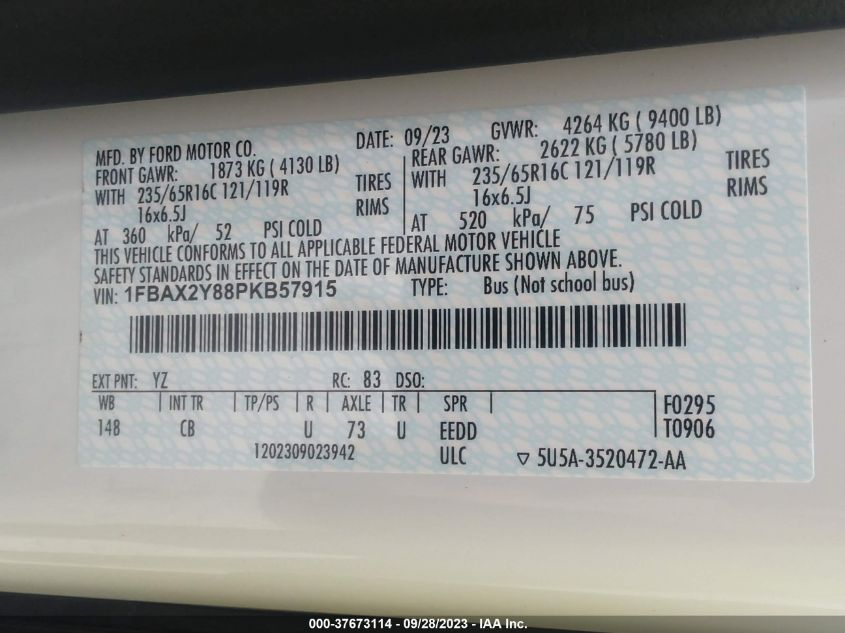 MFD. BY FORD MOTOR CO. DATE: 09/23 GVWR: 4264 KG ( 9400 LB)
FRONT GAWR: 1873 KG ( 4130 LB) REAR GAWR: 2622 KG ( 5780 LB)
WITH 235/65R16C 121/119R TIRES WITH 235/65R16C 121/119R TIRES
16x6.5J RIMS 16x6.5J RIMS
AT 360 kPa/ 52 PSI COLD AT 520 kPa/ 75 PSI COLD
THIS VEHICLE CONFORMS TO ALL APPLICABLE FEDERAL MOTOR VEHICLE
SAFETY STANDARDS IN EFFECT ON THE DATE OF MANUFACTURE SHOWN ABOVE.
VIN: 1FBAX2Y88PKB57915 TYPE: Bus (Not school bus)
EXT PNT: YZ RC: 83 DSO:
WB INT TR TP/PS R AXLE TR SPR F0295
148 CB U 73 U EEDD T0906
1202309023942 ULC ▽ 5U5A-3520472-AA
000-37673114 - 09/28/2023 - IAA Inc.